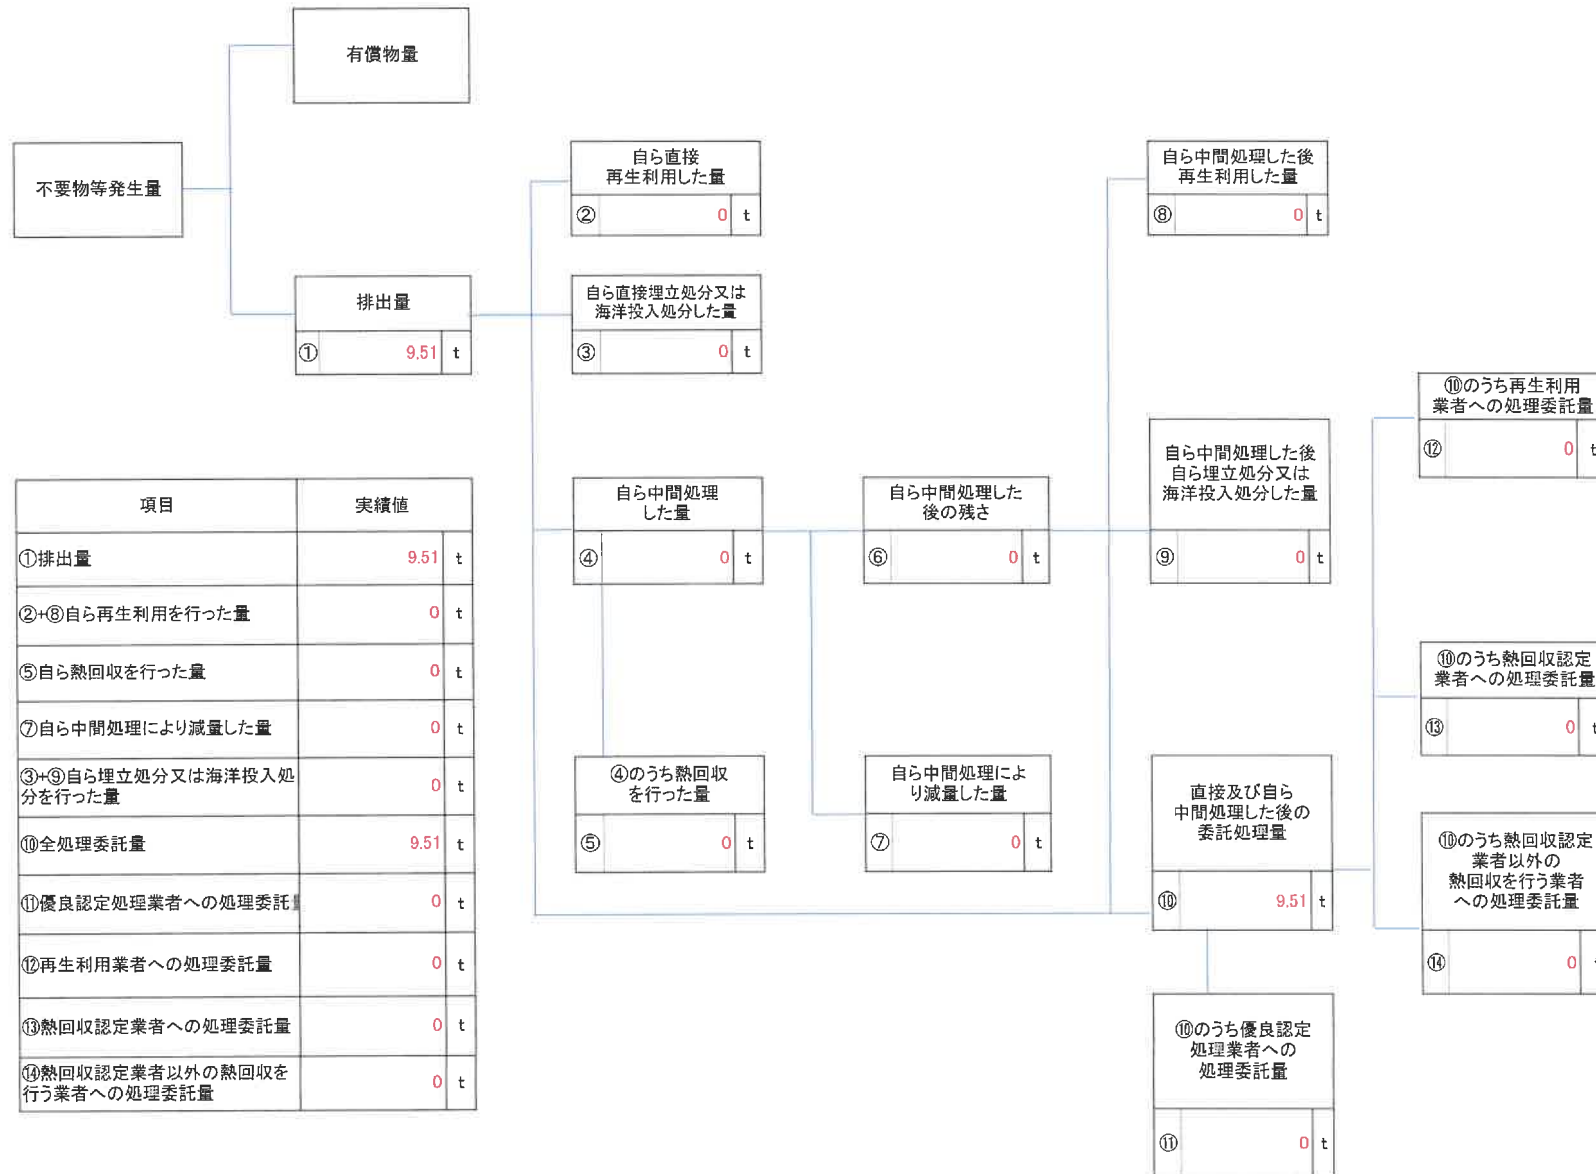 有償物量
不要物等発生量
排出量
① 9.51 t
自ら直接
再生利用した量
② 0 t
自ら直接埋立処分又は
海洋投入処分した量
③ 0 t
自ら中間処理
した量
④ 0 t
④のうち熱回収
を行った量
⑤ 0 t
自ら中間処理した
後の残さ
⑥ 0 t
自ら中間処理によ
り減量した量
⑦ 0 t
自ら中間処理した後
再生利用した量
⑧ 0 t
自ら中間処理した後
自ら埋立処分又は
海洋投入処分した量
⑨ 0 t
直接及び自ら
中間処理した後の
委託処理量
⑩ 9.51 t
⑩のうち優良認定
処理業者への
処理委託量
⑪ 0 t
⑩のうち再生利用
業者への処理委託量
⑫ 0 t
⑩のうち熱回収認定
業者への処理委託量
⑬ 0 t
⑩のうち熱回収認定
業者以外の
熱回収を行う業者
への処理委託量
⑭ 0
項目 実績値
①排出量 9.51 t
②+⑧自ら再生利用を行った量 0 t
⑤自ら熱回収を行った量 0 t
⑦自ら中間処理により減量した量 0 t
③+⑨自ら埋立処分又は海洋投入処
分を行った量 0 t
⑩全処理委託量 9.51 t
⑪優良認定処理業者への処理委託 0 t
⑫再生利用業者への処理委託量 0 t
⑬熱回収認定業者への処理委託量 0 t
⑭熱回収認定業者以外の熱回収を
行う業者への処理委託量 0 t